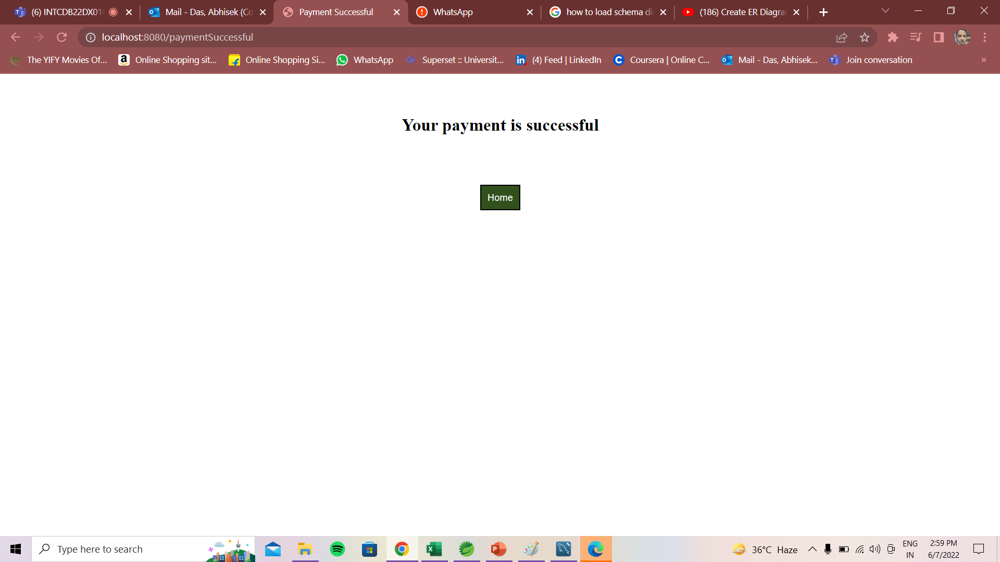 (6) INTCDB22DX01
Mail - Das, Abhisek (Co
Payment Successful
WhatsApp
how to load schema di
(186) Create ER Diagra
localhost:8080/paymentSuccessful
The YIFY Movies Of...
Online Shopping sit...
Online Shopping Si...
WhatsApp
Superset :: Universit...
(4) Feed | LinkedIn
Coursera | Online C...
Mail - Das, Abhisek...
Join conversation
»
Your payment is successful
Home
Type here to search
36°C Haze
ENG
IN
2:59 PM
6/7/2022